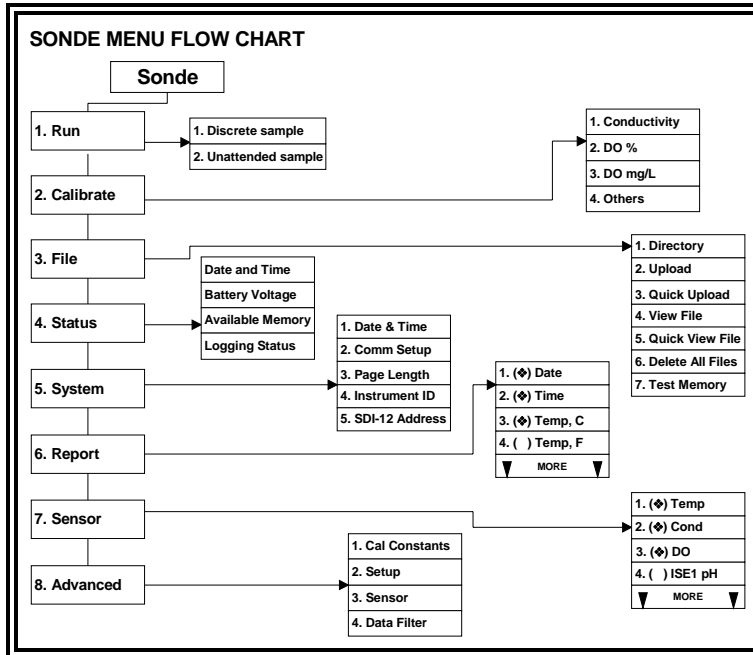 SONDE MENU FLOW CHART
Sonde
1. Run
1. Discrete sample
2. Unattended sample
2. Calibrate
1. Conductivity
2. DO %
3. DO mg/L
4. Others
3. File
1. Directory
2. Upload
3. Quick Upload
4. View File
5. Quick View File
6. Delete All Files
7. Test Memory
4. Status
Date and Time
Battery Voltage
Available Memory
Logging Status
5. System
1. Date & Time
2. Comm Setup
3. Page Length
4. Instrument ID
5. SDI-12 Address
6. Report
1. (❖) Date
2. (❖) Time
3. (❖) Temp, C
4. ( ) Temp, F
MORE
7. Sensor
1. (❖) Temp
2. (❖) Cond
3. (❖) DO
4. ( ) ISE1 pH
MORE
8. Advanced
1. Cal Constants
2. Setup
3. Sensor
4. Data Filter